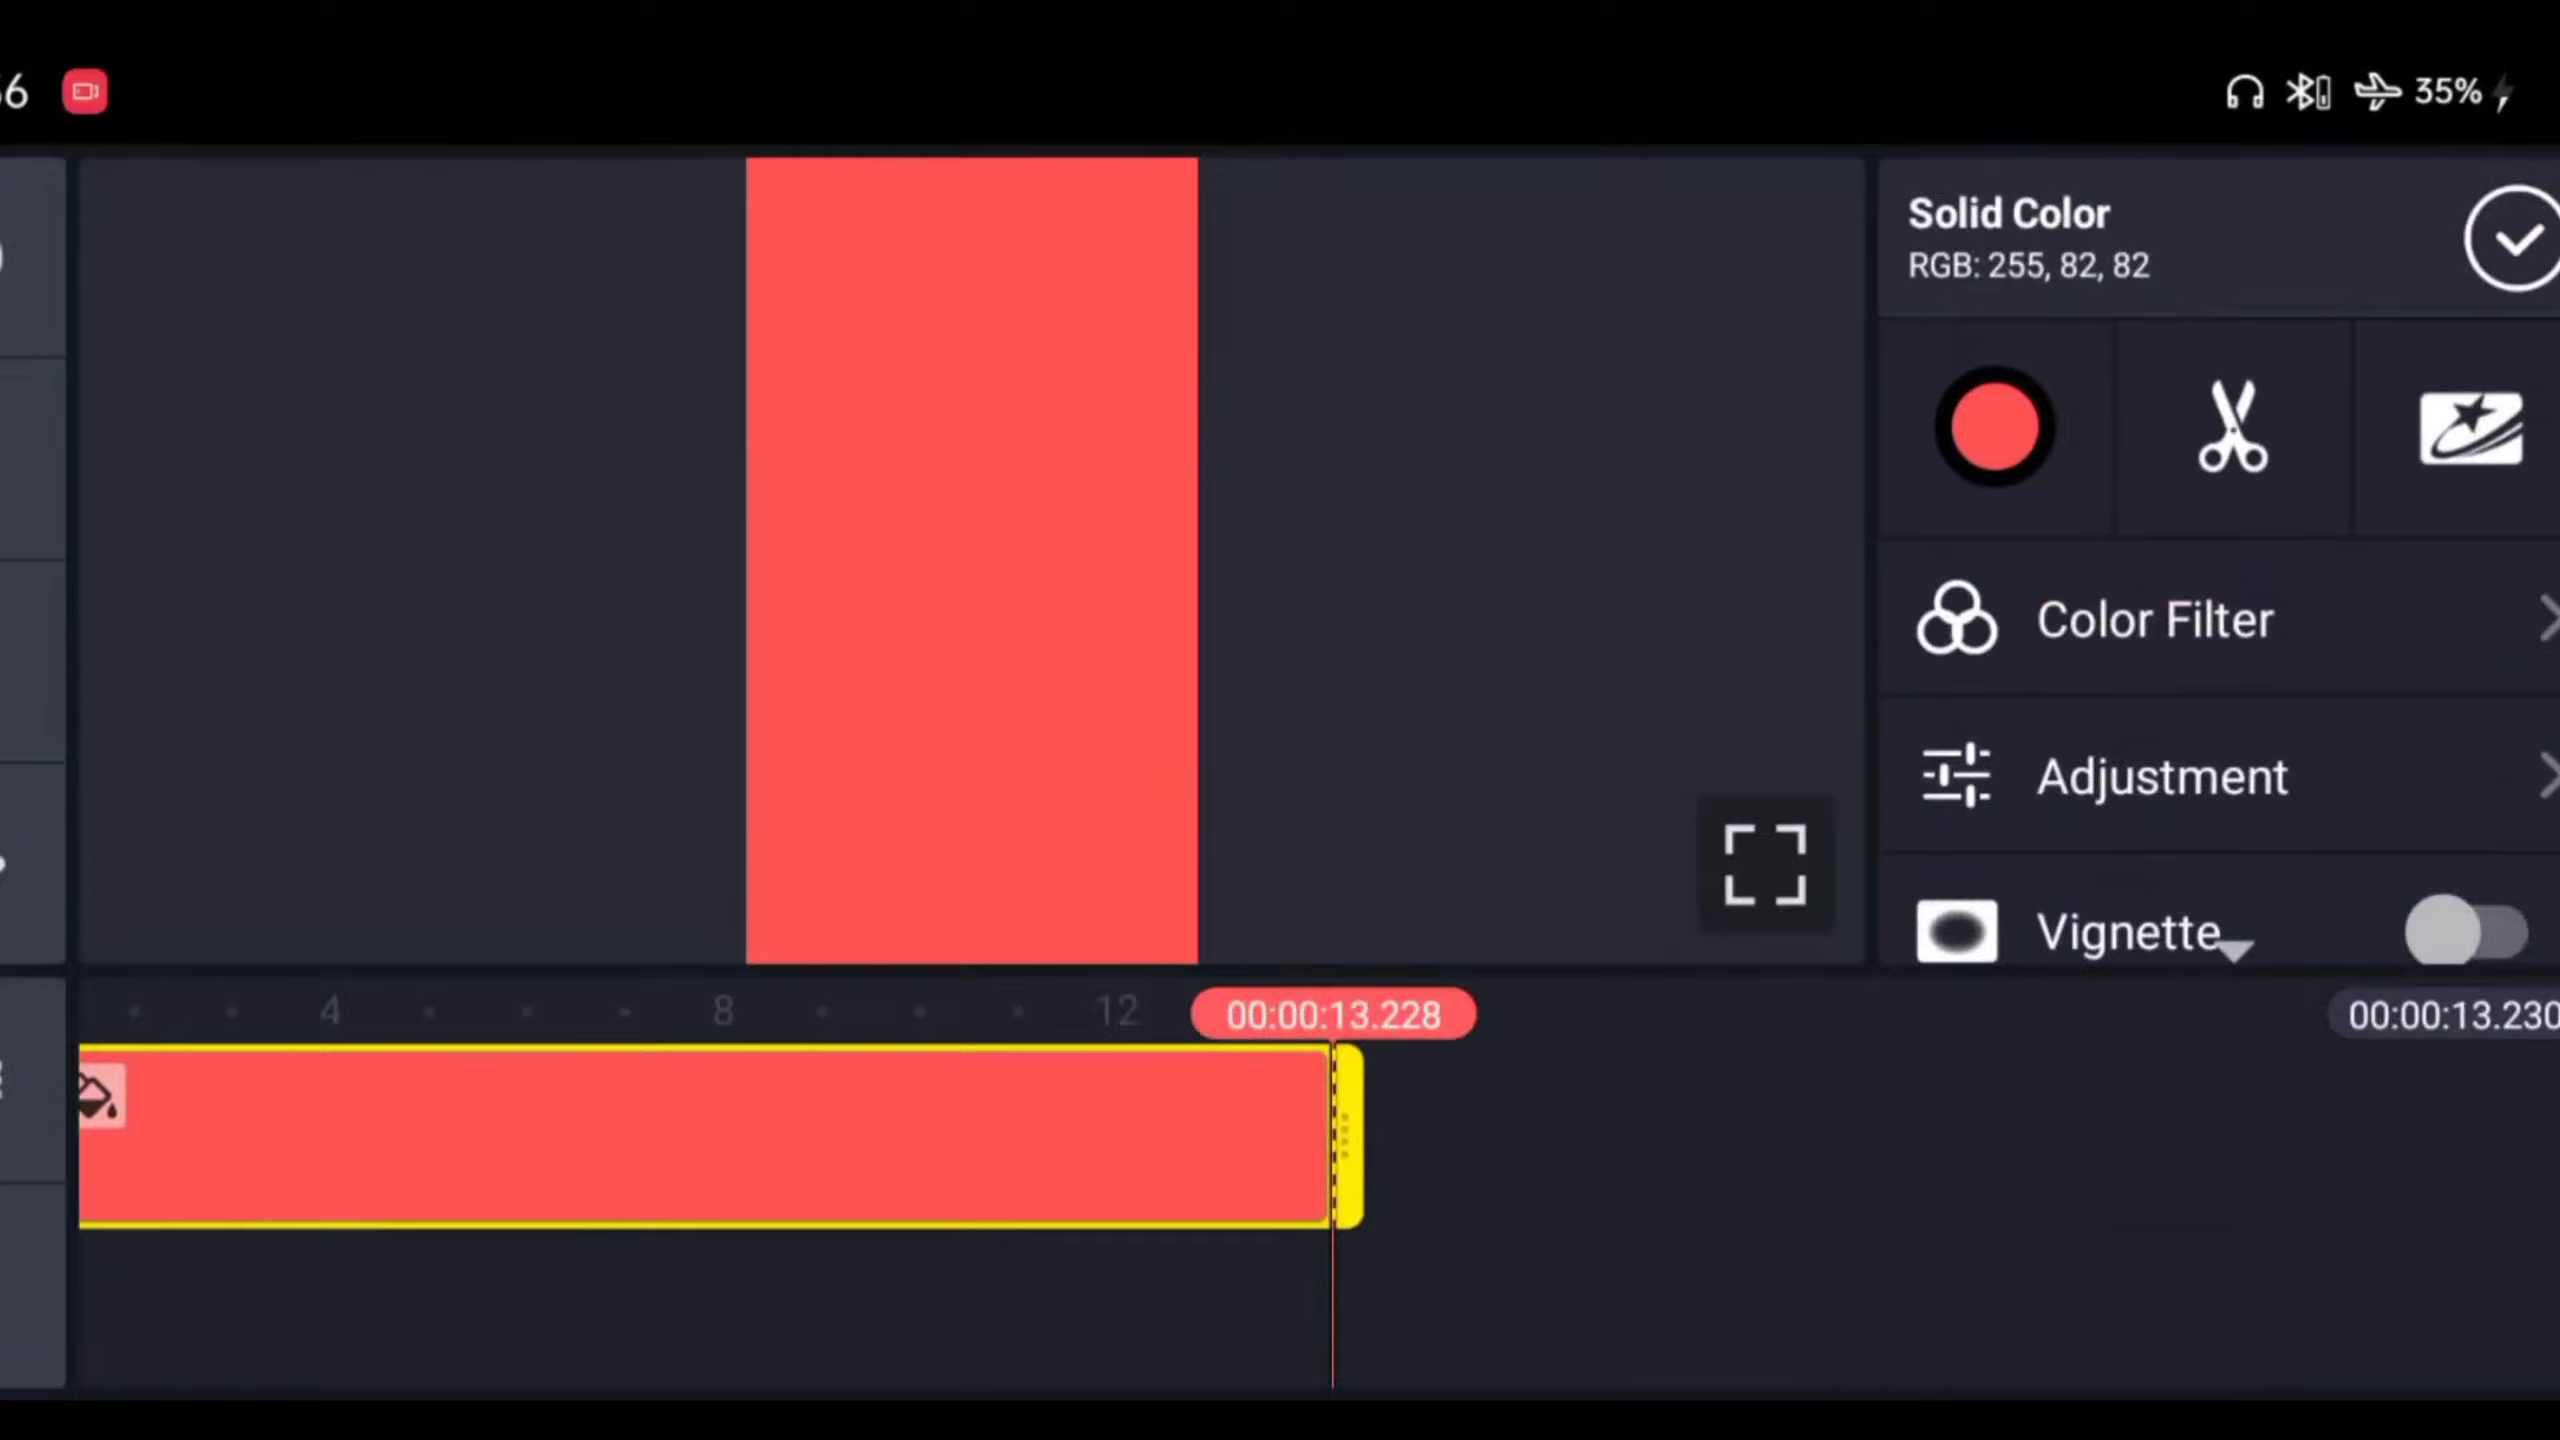 35%
Solid Color
RGB: 255, 82, 82
Color Filter
Adjustment
Vignette
4
8
12
00:00:13.228
00:00:13.230